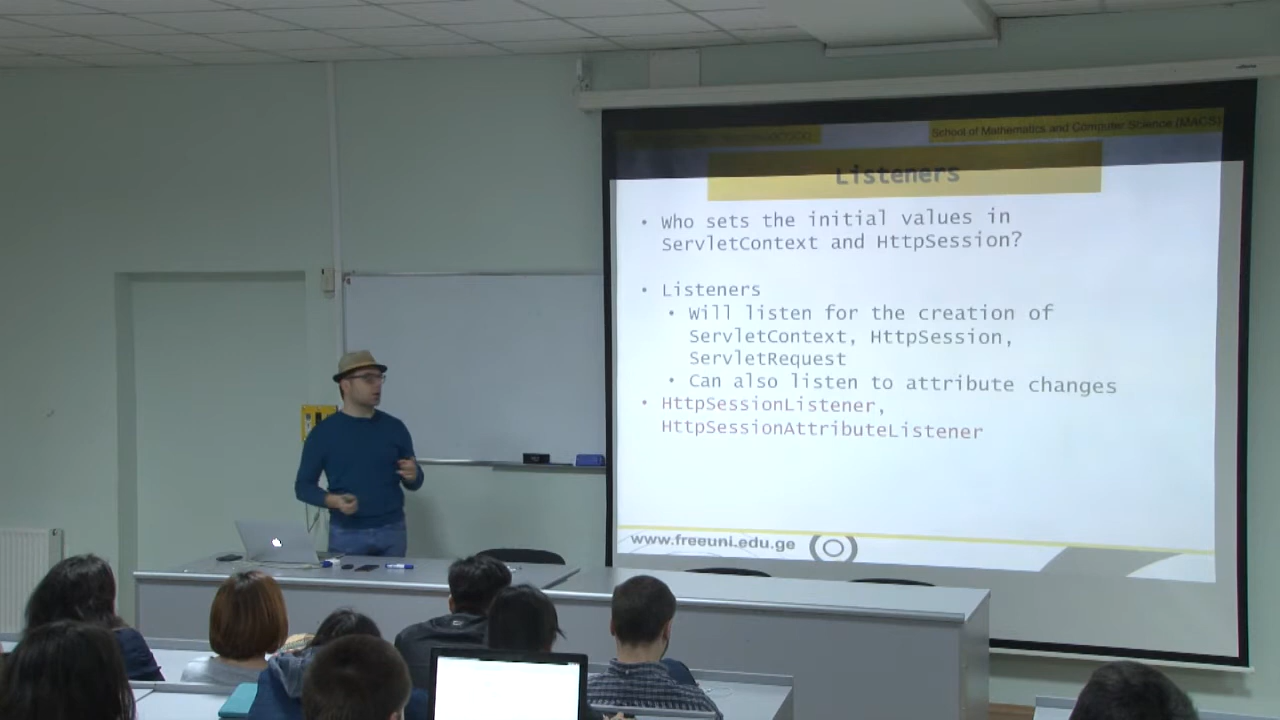 School of Mathematics and Computer Science (MACS)
Listeners
• Who sets the initial values in
ServletContext and HttpSession?
• Listeners
• Will listen for the creation of
ServletContext, HttpSession,
ServletRequest
• Can also listen to attribute changes
• HttpSessionListener,
HttpSessionAttributeListener
www.freeuni.edu.ge